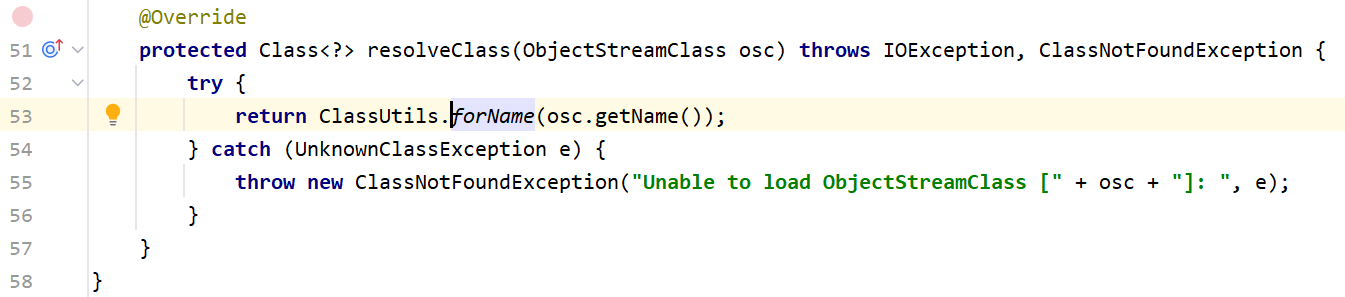 @Override
51 protected Class<?> resolveClass(ObjectStreamClass osc) throws IOException, ClassNotFoundException {
52 try {
53 return ClassUtils.forName(osc.getName());
54 } catch (UnknownClassException e) {
55 throw new ClassNotFoundException("Unable to load ObjectStreamClass [" + osc + "]: ", e);
56 }
57 }
58 }